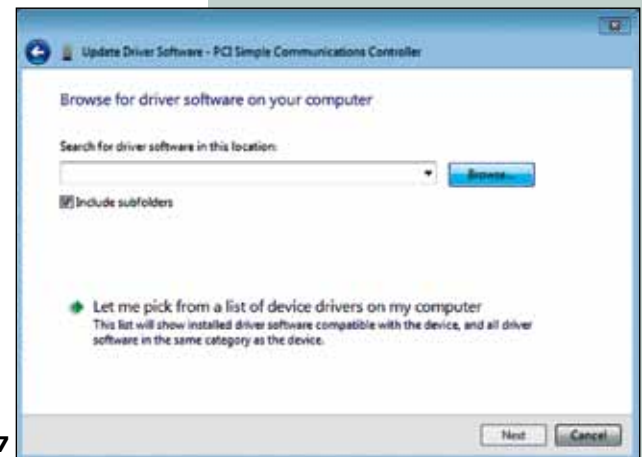 Update Driver Software - PCI Simple Communications Controller
Browse for driver software on your computer
Search for driver software in this location:
Browse...
Include subfolders
Let me pick from a list of device drivers on my computer
This list will show installed driver software compatible with the device, and all driver
software in the same category as the device.
Next Cancel
7